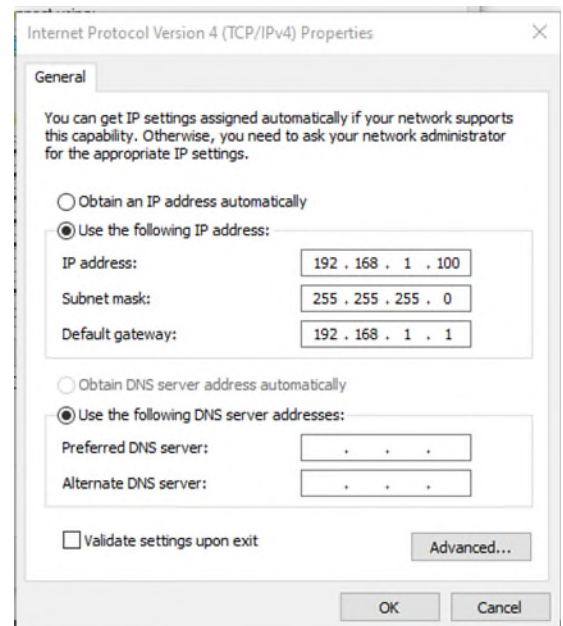 Internet Protocol Version 4 (TCP/IPv4) Properties
General
You can get IP settings assigned automatically if your network supports
this capability. Otherwise, you need to ask your network administrator
for the appropriate IP settings.
Obtain an IP address automatically
Use the following IP address:
IP address: 192 . 168 . 1 . 100
Subnet mask: 255 . 255 . 255 . 0
Default gateway: 192 . 168 . 1 . 1
Obtain DNS server address automatically
Use the following DNS server addresses:
Preferred DNS server: . . .
Alternate DNS server: . . .
Validate settings upon exit
Advanced...
OK Cancel